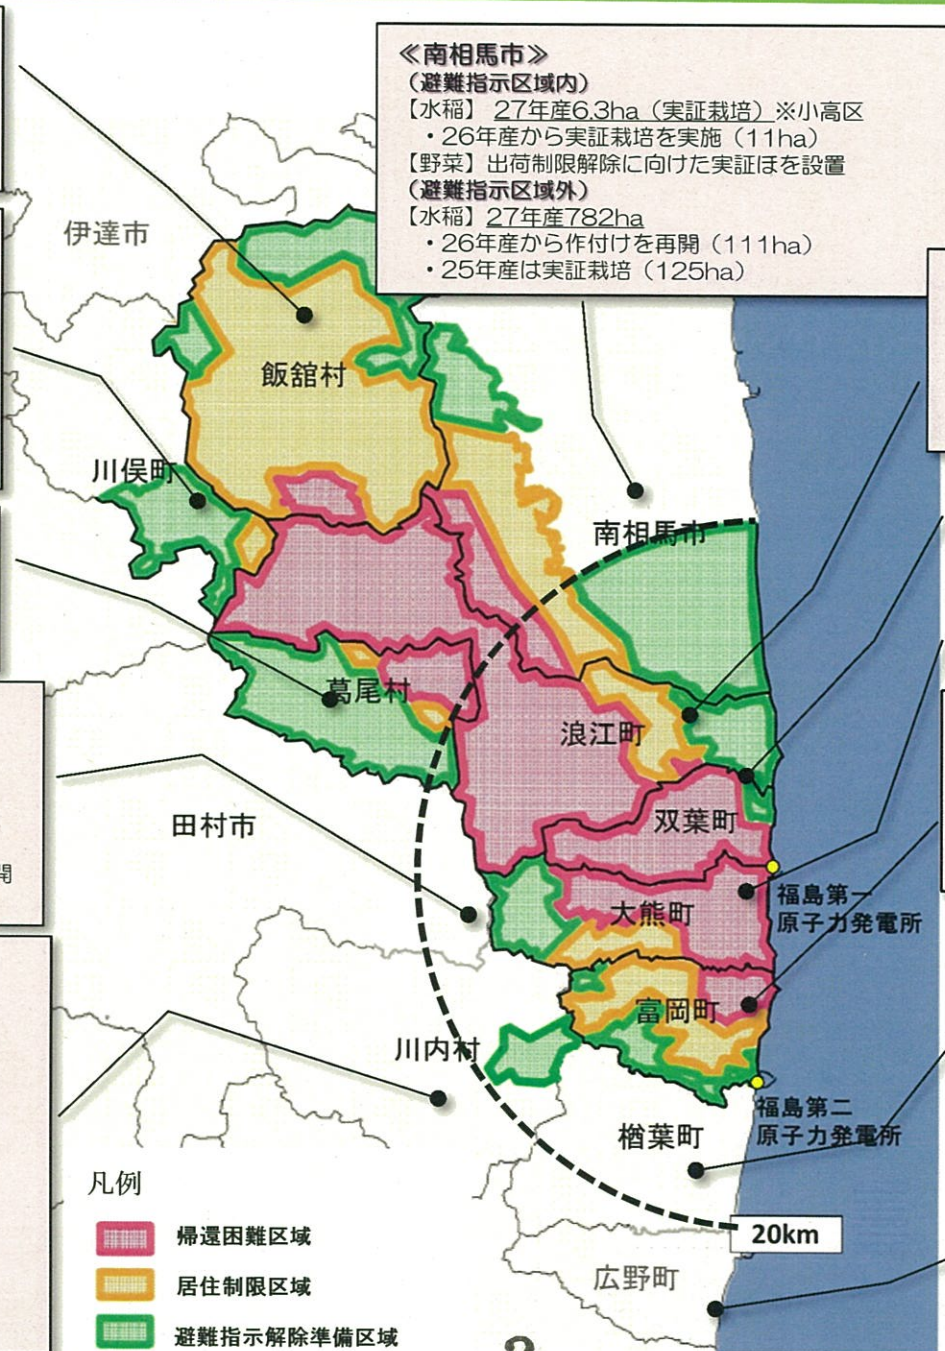 ≪南相馬市≫
(避難指示区域内)
【水稲】 27年産6.3ha(実証栽培)※小高区
・26年産から実証栽培を実施(11ha)
【野菜】出荷制限解除に向けた実証ほを設置
(避難指示区域外)
【水稲】27年産782ha
・26年産から作付けを再開(111ha)
・25年産は実証栽培(125ha)
伊達市
飯舘村
川俣町
南相馬市
葛尾村
浪江町
田村市
双葉町
開
大熊町
福島第一
原子力発電所
富岡町
川内村
福島第二
原子力発電所
楢葉町
20km
広野町
凡例
帰還困難区域
居住制限区域
避難指示解除準備区域